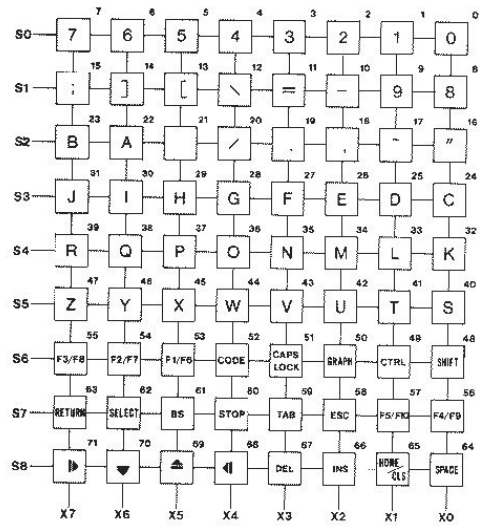 7 6 5 4 3 2 1 0
S0 7 6 5 4 3 2 1 0
15 14 13 12 11 10 9 8
S1 ; ] [ \ = - 9 8
23 22 21 20 19 18 17 16
S2 B A / . , ~ "
31 30 29 28 27 26 25 24
S3 J I H G F E D C
39 38 37 36 35 34 33 32
S4 R Q P O N M L K
47 46 45 44 43 42 41 40
S5 Z Y X W V U T S
55 54 53 52 51 50 49 48
S6 F3/F8 F2/F7 F1/F6 CODE CAPS LOCK GRAPH CTRL SHIFT
63 62 61 60 59 58 57 56
S7 RETURN SELECT BS STOP TAB ESC F5/F10 F4/F9
71 70 69 68 67 66 65 64
S8 DEL INS HOME/CLS SPACE
X7 X6 X5 X4 X3 X2 X1 X0